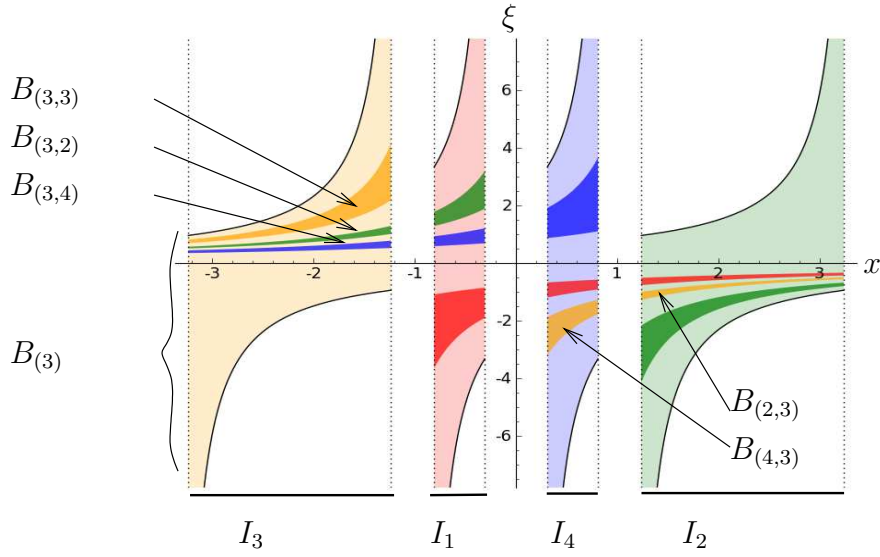 ξ
6
4
2
B(3,3)
B(3,2)
B(3,4)
-3
-2
-1
1
2
3
x
-2
-4
-6
B(3)
B(2,3)
B(4,3)
I3
I1
I4
I2